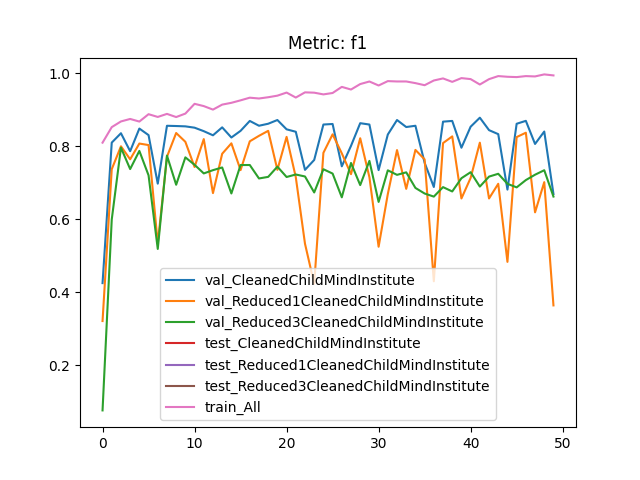 Metric: f1
1.0
0.8
0.6
0.4
0.2
val_CleanedChildMindInstitute
val_Reduced1CleanedChildMindInstitute
val_Reduced3CleanedChildMindInstitute
test_CleanedChildMindInstitute
test_Reduced1CleanedChildMindInstitute
test_Reduced3CleanedChildMindInstitute
train_All
0 10 20 30 40 50